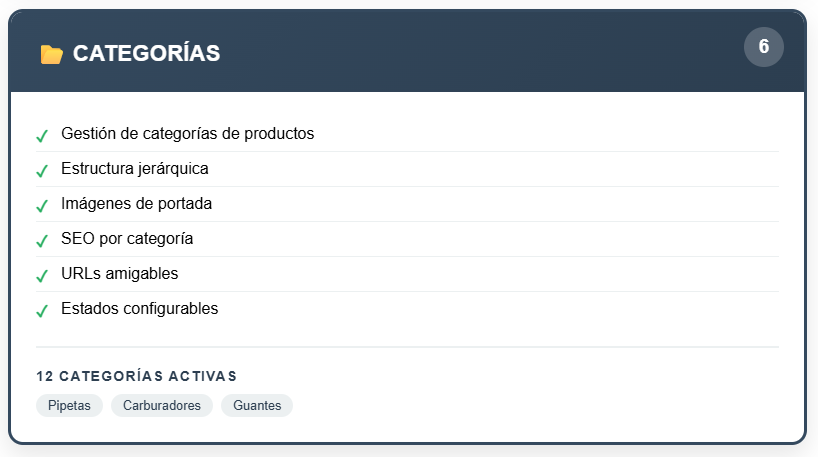 CATEGORÍAS
6
Gestión de categorías de productos
Estructura jerárquica
Imágenes de portada
SEO por categoría
URLs amigables
Estados configurables
12 CATEGORÍAS ACTIVAS
Pipetas Carburadores Guantes